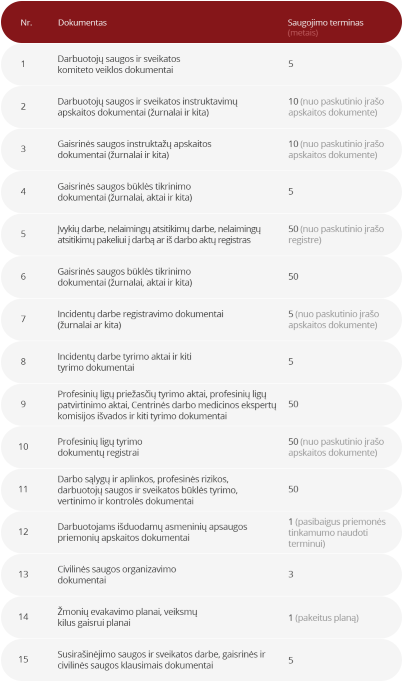 Nr. Dokumentas Saugojimo terminas
(metais)
1 Darbuotojų saugos ir sveikatos
komiteto veiklos dokumentai 5
2 Darbuotojų saugos ir sveikatos instruktavimų 10 (nuo paskutinio įrašo
apskaitos dokumentai (žurnalai ir kita) apskaitos dokumente)
3 Gaisrinės saugos instruktažų apskaitos 10 (nuo paskutinio įrašo
dokumentai (žurnalai ir kita) apskaitos dokumente)
4 Gaisrinės saugos būklės tikrinimo
dokumentai (žurnalai, aktai ir kita) 5
5 Įvykių darbe, nelaimingų atsitikimų darbe, nelaimingų 50 (nuo paskutinio įrašo
atsitikimų pakeliui į darbą ar iš darbo aktų registras registre)
6 Gaisrinės saugos būklės tikrinimo
dokumentai (žurnalai, aktai ir kita) 50
7 Incidentų darbe registravimo dokumentai 5 (nuo paskutinio įrašo
(žurnalai ar kita) apskaitos dokumente)
8 Incidentų darbe tyrimo aktai ir kiti
tyrimo dokumentai 5
9 Profesinių ligų priežasčių tyrimo aktai, profesinių ligų
patvirtinimo aktai, Centrinės darbo medicinos ekspertų 50
komisijos išvados ir kiti tyrimo dokumentai
10 Profesinių ligų tyrimo 50 (nuo paskutinio įrašo
dokumentų registrai apskaitos dokumente)
11 Darbo sąlygų ir aplinkos, profesinės rizikos,
darbuotojų saugos ir sveikatos būklės tyrimo, 50
vertinimo ir kontrolės dokumentai
12 Darbuotojams išduodamų asmeninių apsaugos 1 (pasibaigus priemonės
priemonių apskaitos dokumentai tinkamumo naudoti
terminui)
13 Civilinės saugos organizavimo
dokumentai 3
14 Žmonių evakavimo planai, veiksmų
kilus gaisrui planai 1 (pakeitus planą)
15 Susirašinėjimo saugos ir sveikatos darbe, gaisrinės ir
civilinės saugos klausimais dokumentai 5